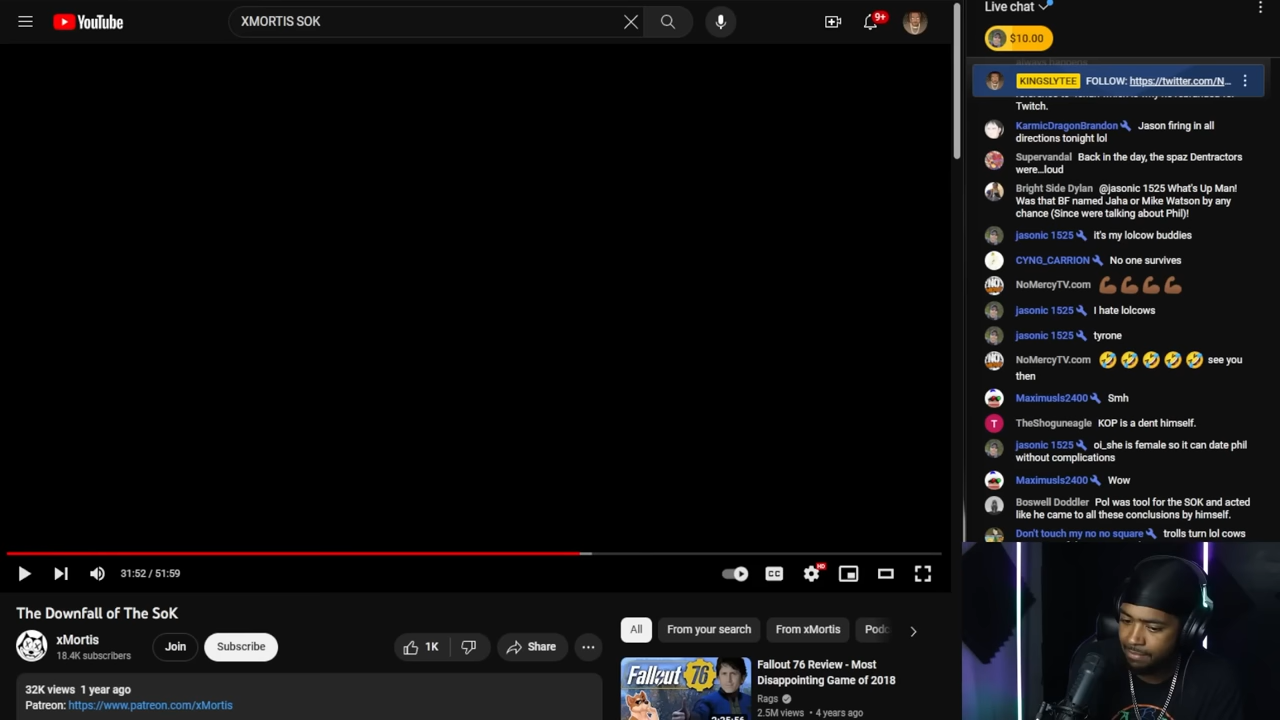 YouTube
XMORTIS SOK
9+
Live chat
$10.00
KINGSLYTEE FOLLOW: https://twitter.com/N...
Twitch.
KarmicDragonBrandon Jason firing in all
directions tonight lol
Supervandal Back in the day, the spaz Dentractors
were...loud
Bright Side Dylan @jasonic 1525 What's Up Man!
Was that BF named Jaha or Mike Watson by any
chance (Since were talking about Phil)!
jasonic 1525 it's my lolcow buddies
CYNG_CARRION No one survives
NoMercyTV.com 💪🏾💪🏾💪🏾💪🏾
jasonic 1525 I hate lolcows
jasonic 1525 tyrone
NoMercyTV.com 🤣🤣🤣🤣🤣 see you
then
Maximusls2400 Smh
TheShoguneagle KOP is a dent himself.
jasonic 1525 oi_she is female so it can date phil
without complications
Maximusls2400 Wow
Boswell Doddler Pol was tool for the SOK and acted
like he came to all these conclusions by himself.
Don't touch my no no square trolls turn lol cows
31:52 / 51:59
CC
HD
The Downfall of The SoK
xMortis
18.4K subscribers
Join
Subscribe
1K
Share
32K views 1 year ago
Patreon: https://www.patreon.com/xMortis
All
From your search
From xMortis
Podc
Fallout 76
Fallout 76 Review - Most
Disappointing Game of 2018
Rags
2.5M views • 4 years ago
2:25:56